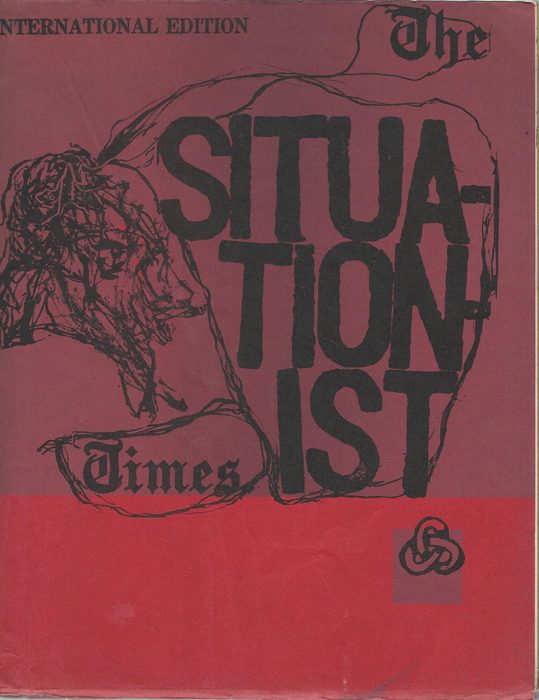 INTERNATIONAL EDITION
The
SITUA-
TION-
IST
Times